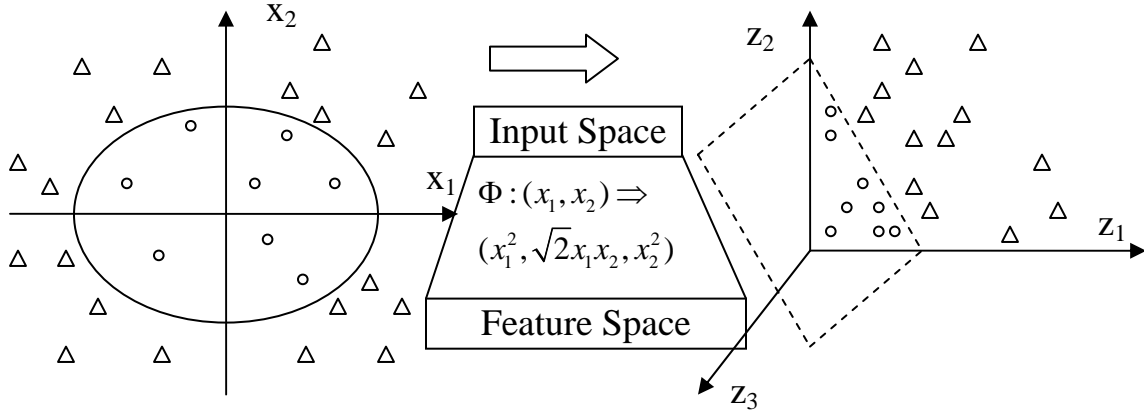 x₂
x₁
Input Space
Φ : (x₁, x₂) ⇒
(x₁², √2x₁x₂, x₂²)
Feature Space
z₂
z₁
z₃